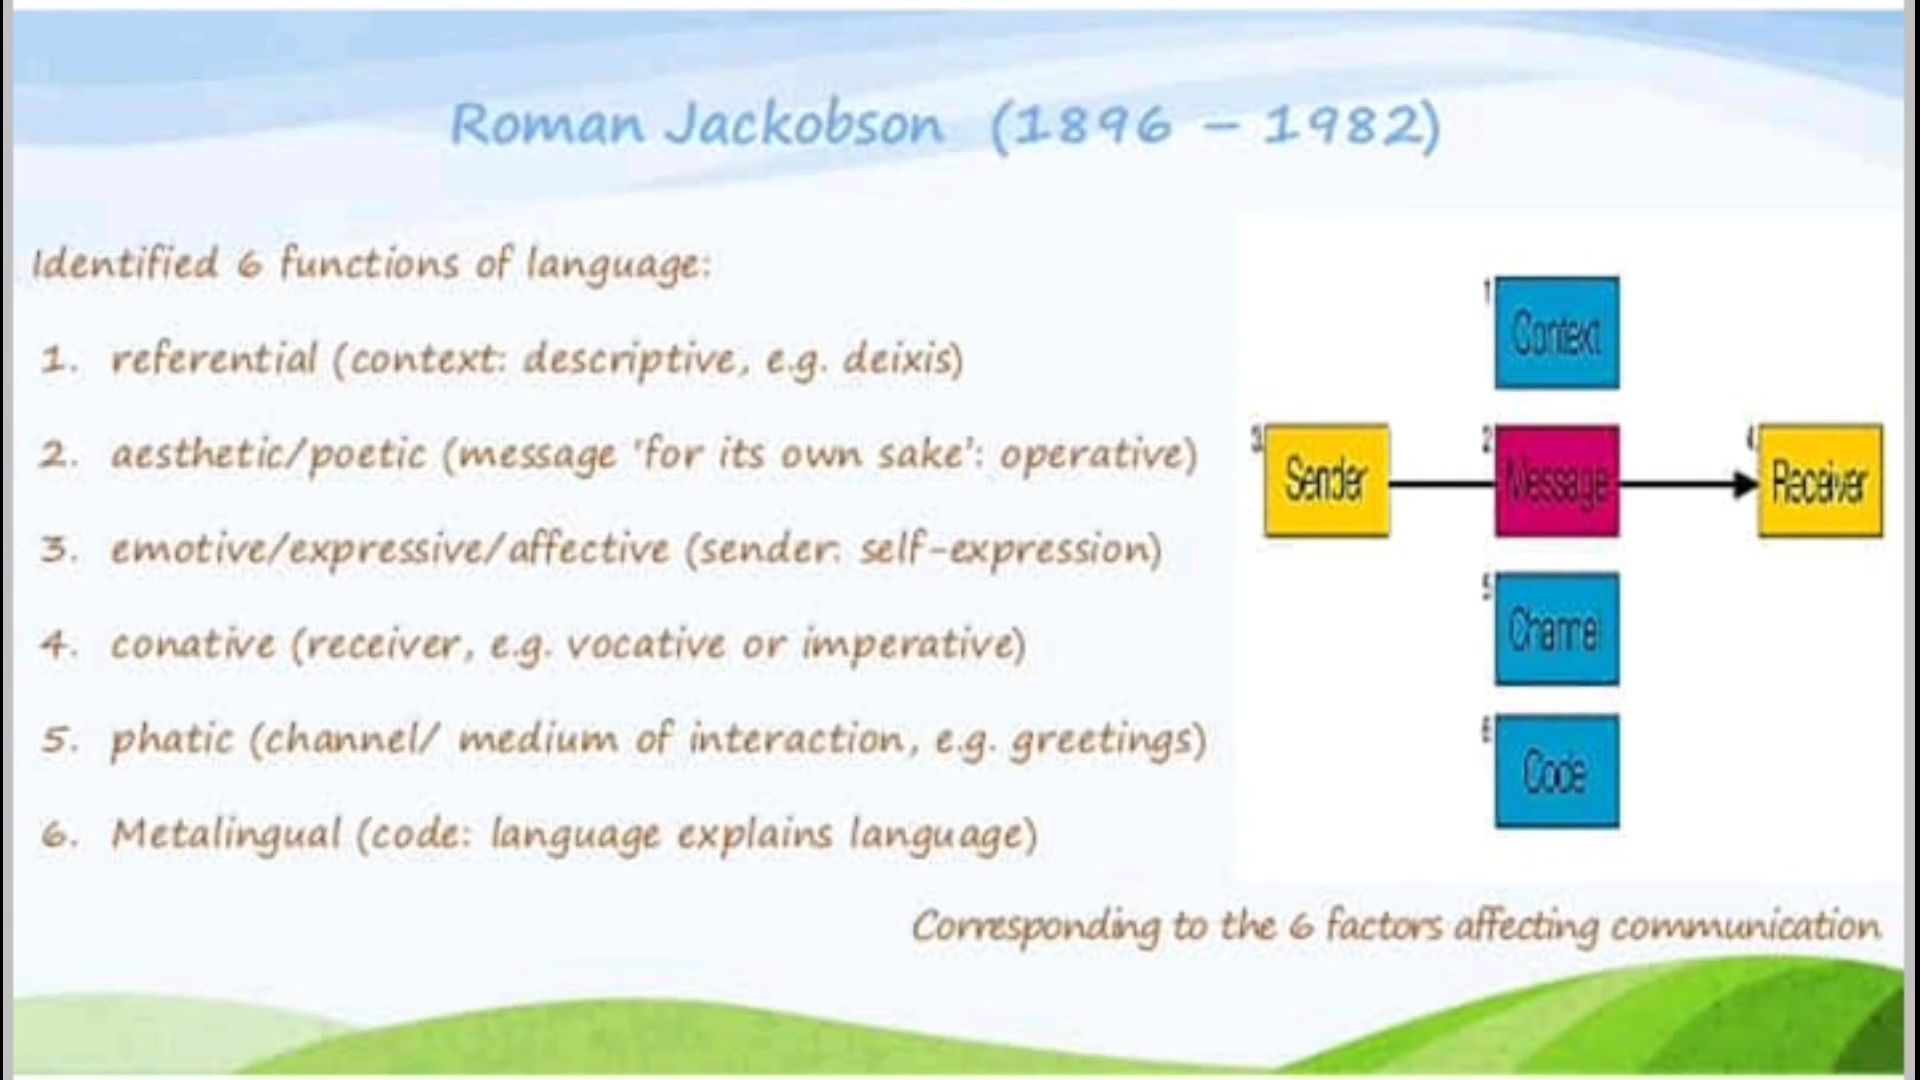 Roman Jackobson (1896 – 1982)
Identified 6 functions of language:
1. referential (context: descriptive, e.g. deixis)
2. aesthetic/poetic (message 'for its own sake': operative)
3. emotive/expressive/affective (sender: self-expression)
4. conative (receiver, e.g. vocative or imperative)
5. phatic (channel/ medium of interaction, e.g. greetings)
6. Metalingual (code: language explains language)
1 Context
3 Sender
2 Message
4 Receiver
5 Channel
6 Code
Corresponding to the 6 factors affecting communication